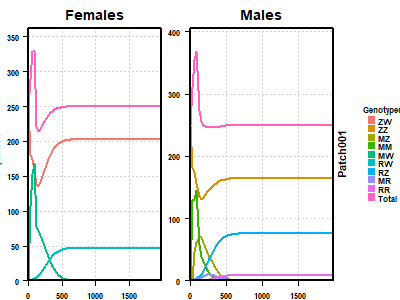 Females
Males
350
300
250
200
150
100
50
0
0
500
1000
1500
400
300
200
100
0
0
500
1000
1500
Patch001
Genotypes
ZW
ZZ
MZ
MM
MW
RW
RZ
MR
RR
Total